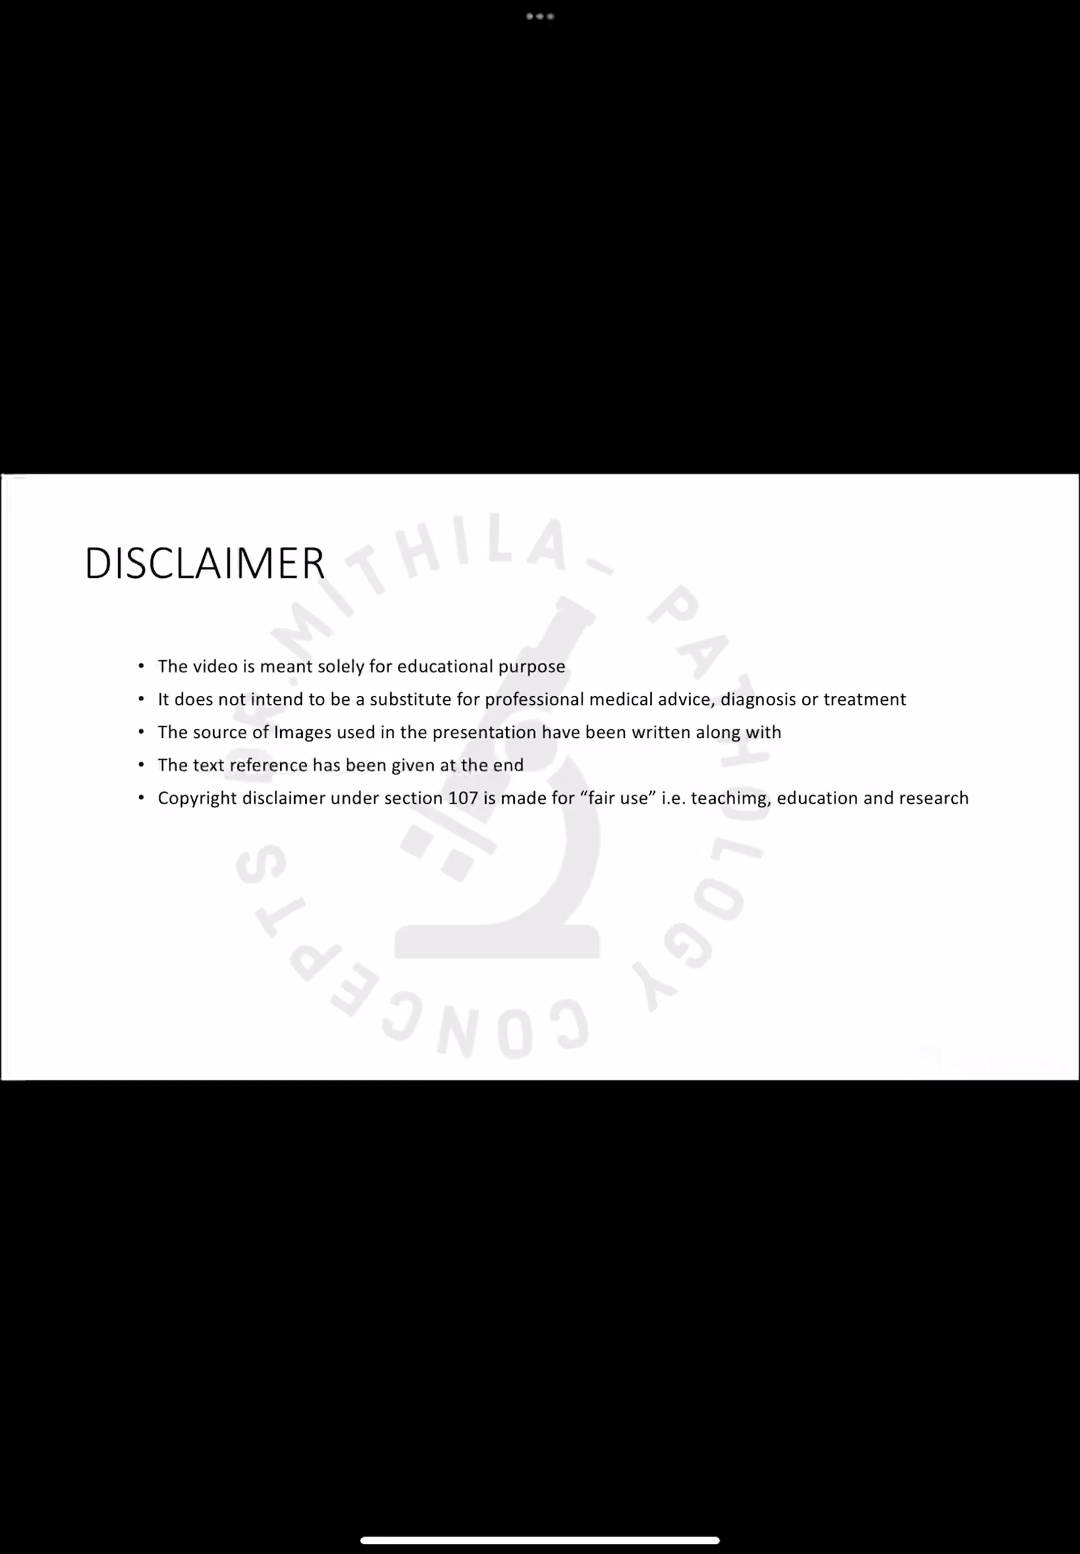 DISCLAIMER
• The video is meant solely for educational purpose
• It does not intend to be a substitute for professional medical advice, diagnosis or treatment
• The source of Images used in the presentation have been written along with
• The text reference has been given at the end
• Copyright disclaimer under section 107 is made for “fair use” i.e. teachimg, education and research
DR.MITHILA- PATHOLOGY CONCEPTS